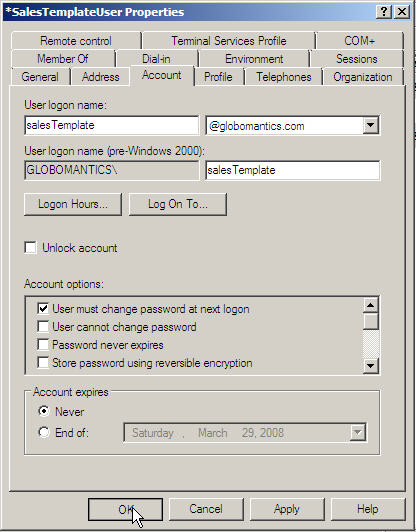 *SalesTemplateUser Properties
Remote control Terminal Services Profile COM+
Member Of Dial-in Environment Sessions
General Address Account Profile Telephones Organization
User logon name:
salesTemplate @globomantics.com
User logon name (pre-Windows 2000):
GLOBOMANTICS\ salesTemplate
Logon Hours... Log On To...
Unlock account
Account options:
User must change password at next logon
User cannot change password
Password never expires
Store password using reversible encryption
Account expires
Never
End of: Saturday , March 29, 2008
OK Cancel Apply Help